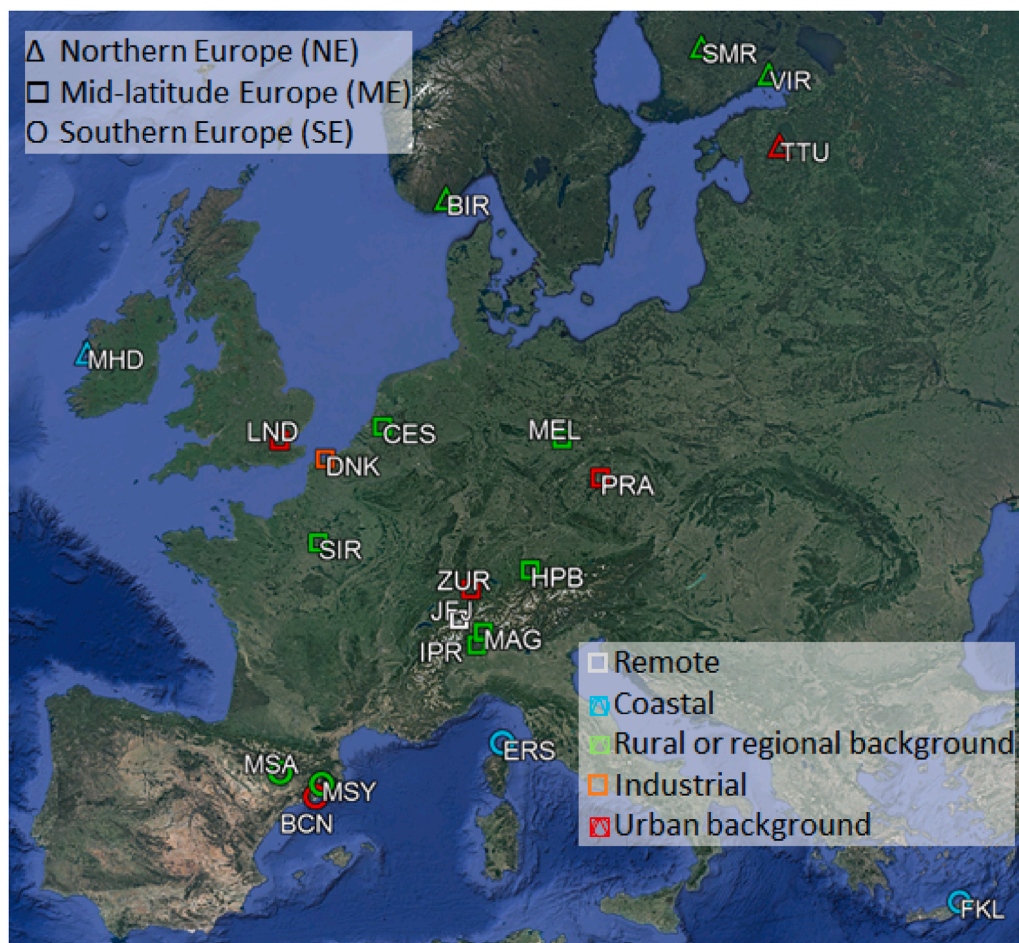 Northern Europe (NE)
Mid-latitude Europe (ME)
Southern Europe (SE)
SMR
VIR
TTU
BIR
MHD
LND
CES
MEL
DNK
PRA
SIR
ZUR
HPB
JFJ
MAG
IPR
Remote
Coastal
ERS
Rural or regional background
MSA
MSY
Industrial
BCN
Urban background
FKL